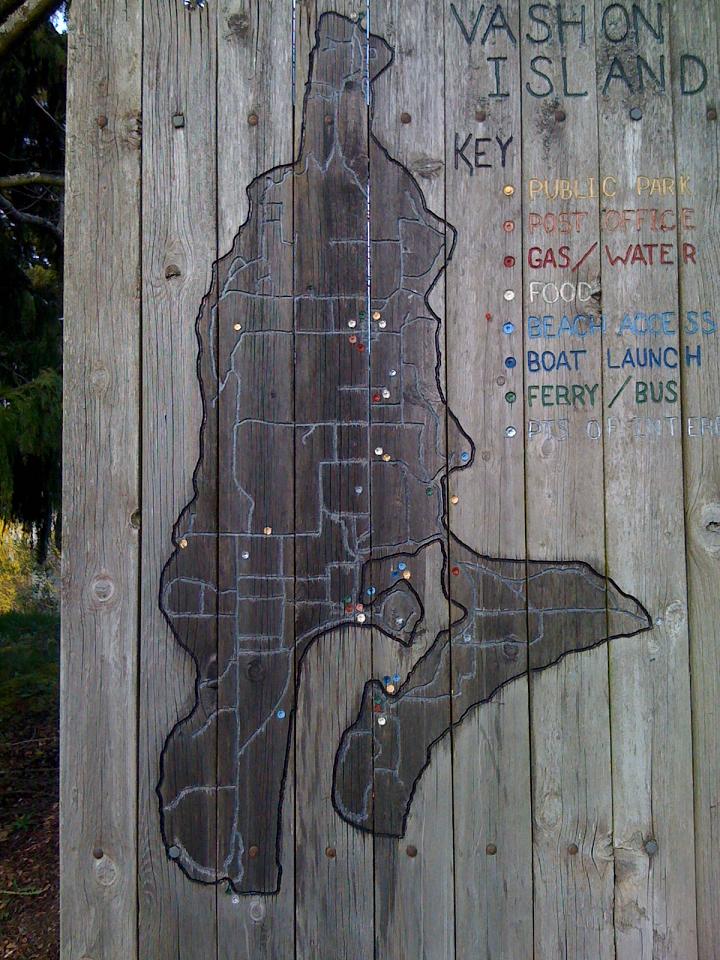 VASHON
ISLAND
KEY
PUBLIC PARK
POST OFFICE
GAS/WATER
FOOD
BEACH ACCESS
BOAT LAUNCH
FERRY/BUS
PTS OF INTER